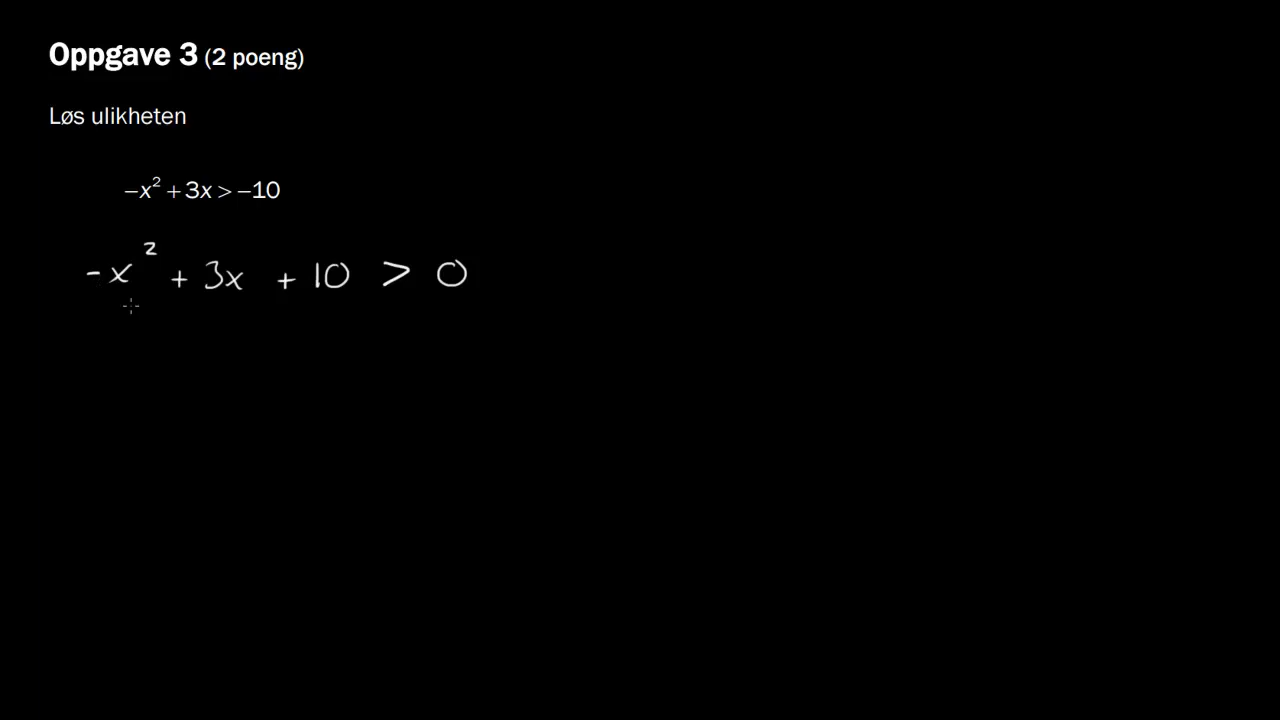 Oppgave 3 (2 poeng)
Løs ulikheten
−x² + 3x > −10
-x² + 3x + 10 > 0